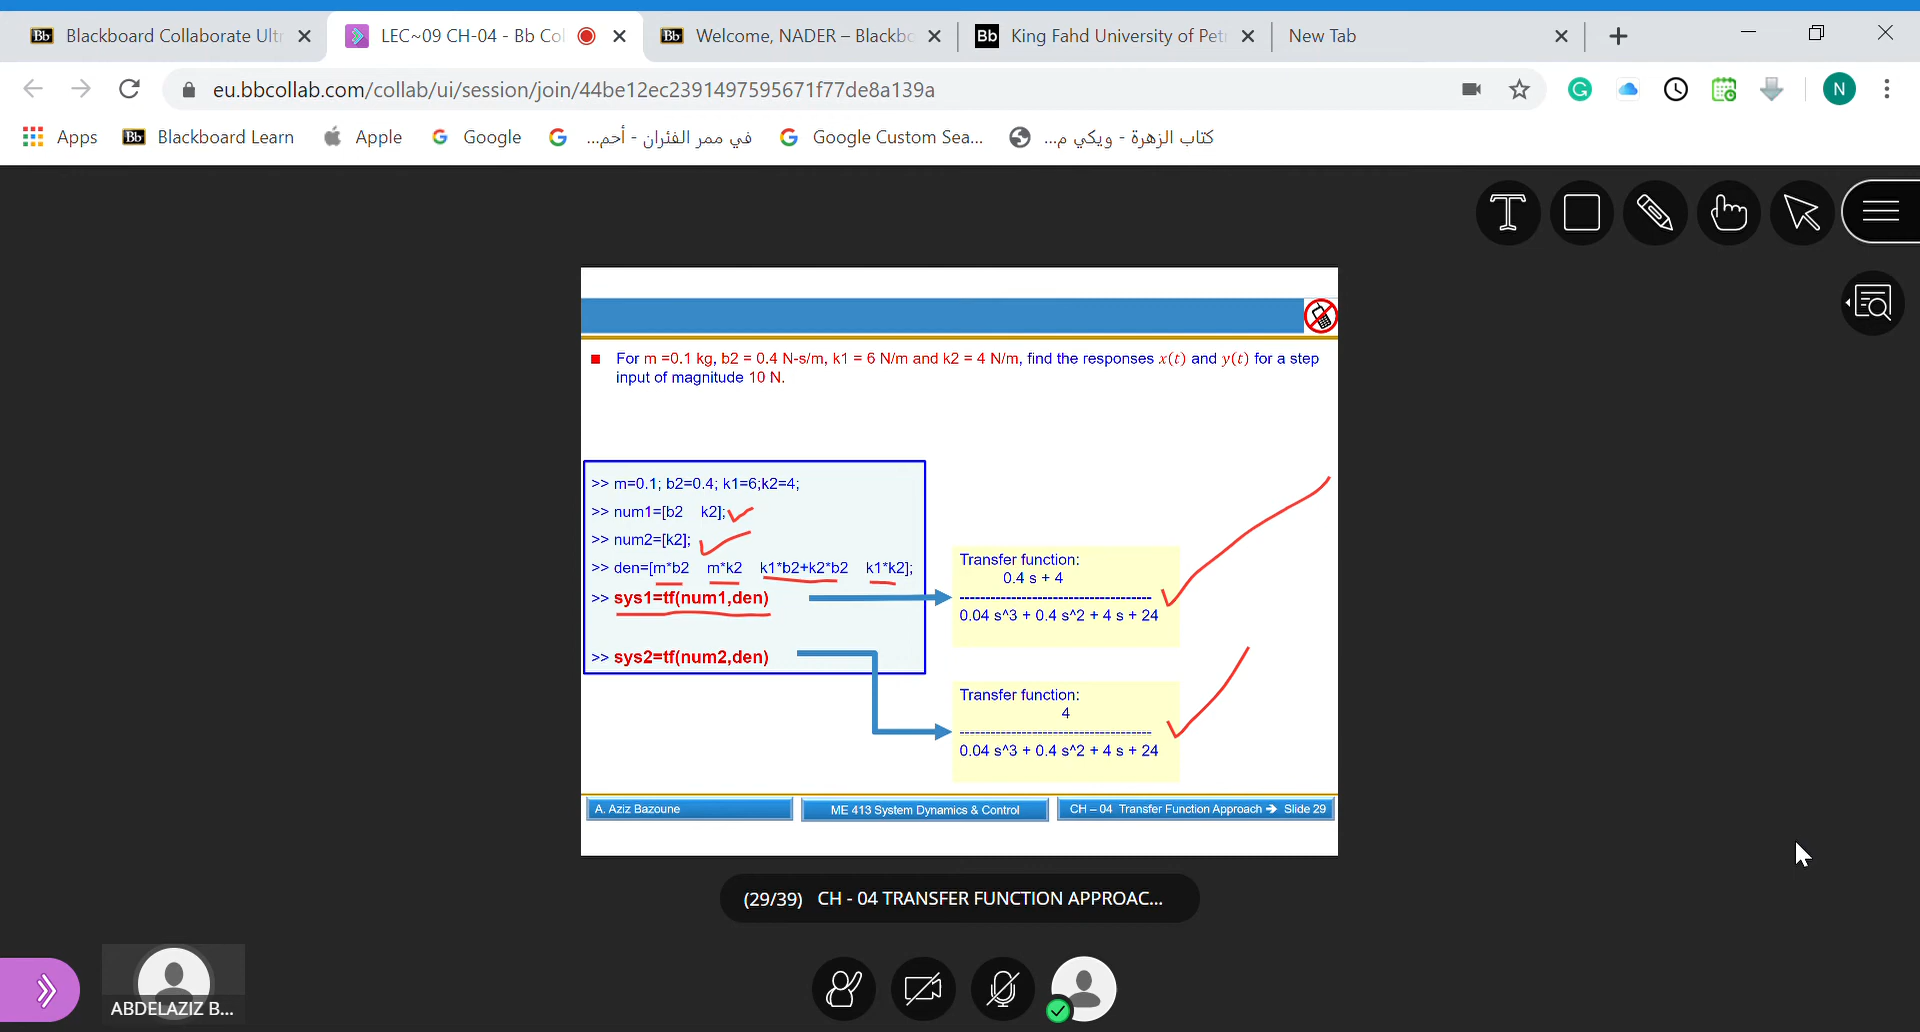 Blackboard Collaborate Ultr
LEC~09 CH-04 - Bb Col
Welcome, NADER – Blackbo
King Fahd University of Petr
New Tab
eu.bbcollab.com/collab/ui/session/join/44be12ec2391497595671f77de8a139a
N
Apps
Blackboard Learn
Apple
Google
في ممر الفئران - أحم...
Google Custom Sea...
كتاب الزهرة - ويكي م...
For m =0.1 kg, b2 = 0.4 N-s/m, k1 = 6 N/m and k2 = 4 N/m, find the responses x(t) and y(t) for a step
input of magnitude 10 N.
>> m=0.1; b2=0.4; k1=6;k2=4;
>> num1=[b2 k2];
>> num2=[k2];
>> den=[m*b2 m*k2 k1*b2+k2*b2 k1*k2];
>> sys1=tf(num1,den)
>> sys2=tf(num2,den)
Transfer function:
0.4 s + 4
-------------------------------------
0.04 s^3 + 0.4 s^2 + 4 s + 24
Transfer function:
4
-------------------------------------
0.04 s^3 + 0.4 s^2 + 4 s + 24
A. Aziz Bazoune
ME 413 System Dynamics & Control
CH – 04 Transfer Function Approach ➔ Slide 29
(29/39) CH - 04 TRANSFER FUNCTION APPROAC...
ABDELAZIZ B...